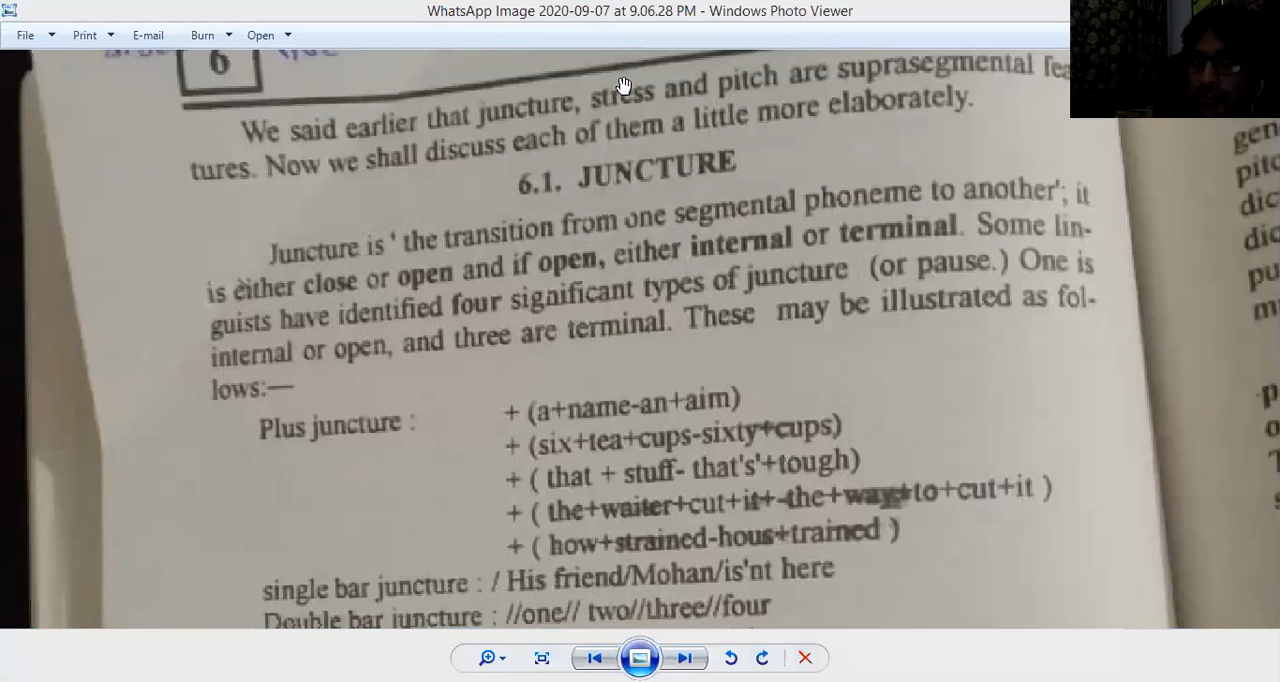 WhatsApp Image 2020-09-07 at 9.06.28 PM - Windows Photo Viewer
File Print E-mail Burn Open
6
We said earlier that juncture, stress and pitch are suprasegmental fea
tures. Now we shall discuss each of them a little more elaborately.
6.1. JUNCTURE
Juncture is ' the transition from one segmental phoneme to another'; it
is either close or open and if open, either internal or terminal. Some lin-
guists have identified four significant types of juncture (or pause.) One is
internal or open, and three are terminal. These may be illustrated as fol-
lows:—
Plus juncture : + (a+name-an+aim)
+ (six+tea+cups-sixty+cups)
+ ( that + stuff- that's'+tough)
+ ( the+waiter+cut+it+-the+way+to+cut+it )
+ ( how+strained-hous+trained )
single bar juncture : / His friend/Mohan/is'nt here
Double bar juncture : //one// two//three//four
gen
pitc
dic
dic
pu
m